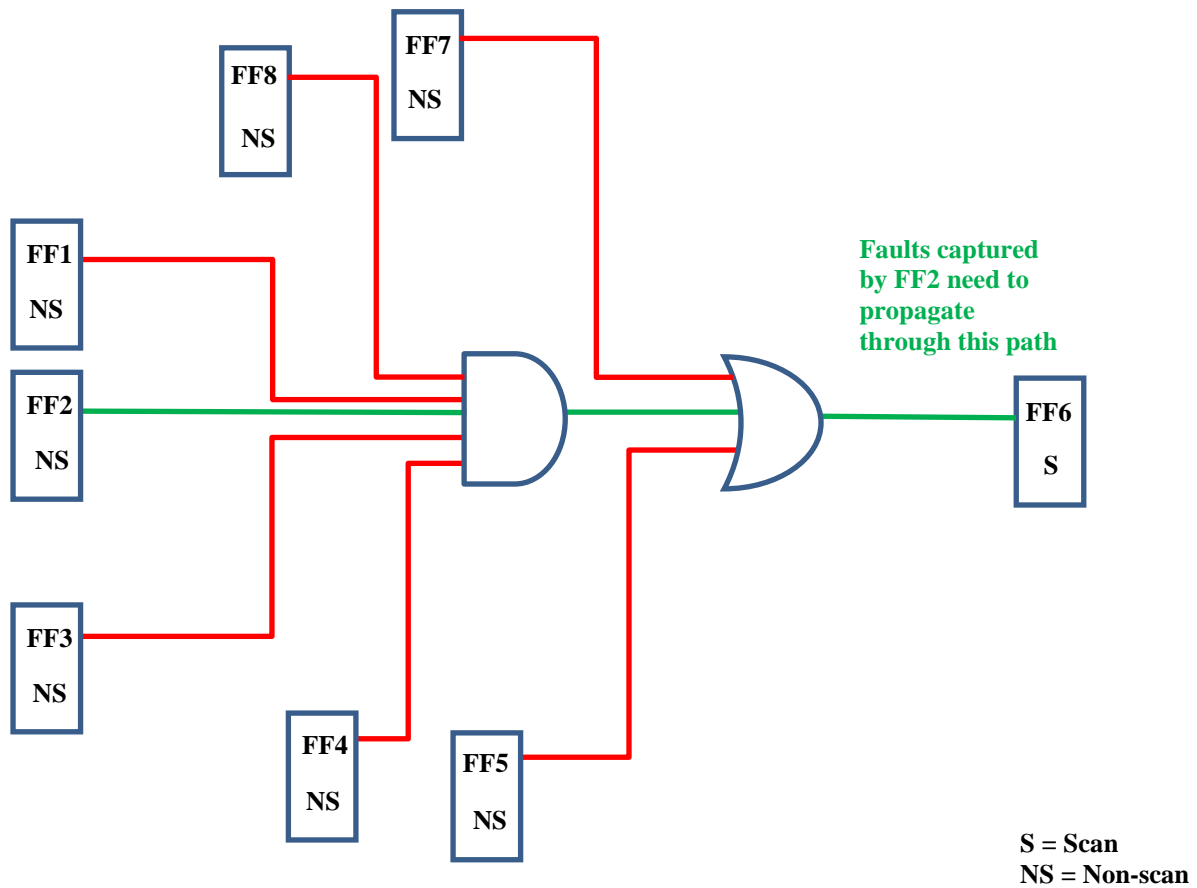 FF7
NS
FF8
NS
FF1
NS
Faults captured
by FF2 need to
propagate
through this path
FF2
NS
FF6
S
FF3
NS
FF4
NS
FF5
NS
S = Scan
NS = Non-scan